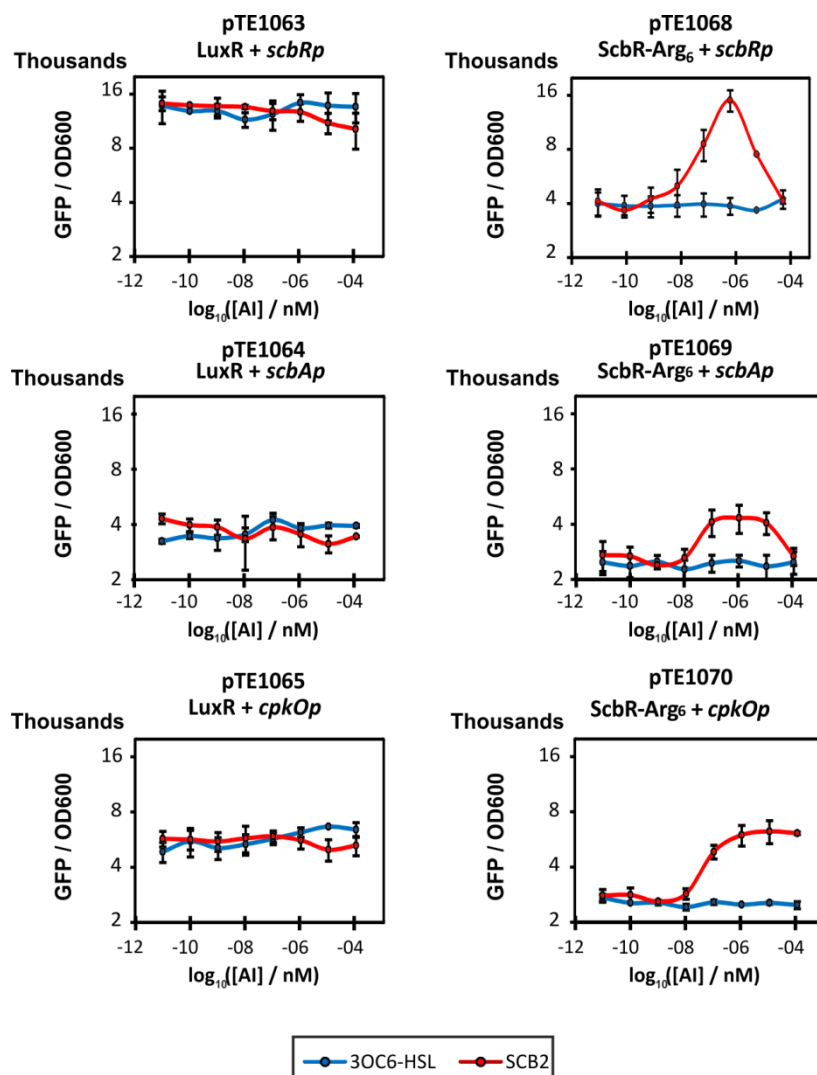 pTE1063
LuxR + scbRp
Thousands
GFP / OD600
16
8
4
2
-12 -10 -08 -06 -04
log₁₀([AI] / nM)
pTE1068
ScbR-Arg₆ + scbRp
GFP / OD600
16
8
4
2
-12 -10 -08 -06 -04
log₁₀([AI] / nM)
pTE1064
LuxR + scbAp
Thousands
GFP / OD600
16
8
4
2
-12 -10 -08 -06 -04
log₁₀([AI] / nM)
pTE1069
Thousands
ScbR-Arg₆ + scbAp
GFP / OD600
16
8
4
2
-12 -10 -08 -06 -04
log₁₀([AI] / nM)
pTE1065
LuxR + cpkOp
Thousands
GFP / OD600
16
8
4
2
-12 -10 -08 -06 -04
log₁₀([AI] / nM)
pTE1070
ScbR-Arg₆ + cpkOp
Thousands
GFP / OD600
16
8
4
2
-12 -10 -08 -06 -04
log₁₀([AI] / nM)
3OC6-HSL SCB2